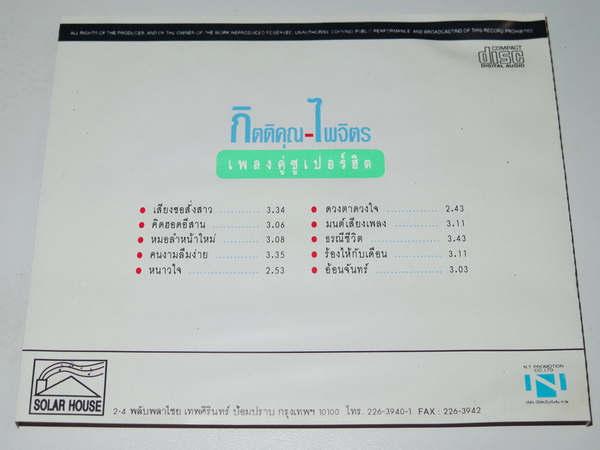 ALL RIGHTS OF THE PRODUCER AND OF THE OWNER OF THE WORK REPRODUCED RESERVED. UNAUTHORISED COPYING PUBLIC PERFORMANCE AND BROADCASTING OF THIS RECORD PROHIBITED
COMPACT
disc
DIGITAL AUDIO
กิตติคุณ-ไพจิตร
เพลงคู่ซูเปอร์ฮิต
เสียงซอสั่งสาว ............ 3.34
คิดฮอดอีสาน ............ 3.06
หมอลำหน้าใหม่ ............ 3.08
คนงามลืมง่าย ............ 3.35
หนาวใจ ............ 2.53
ดวงตาดวงใจ ............ 2.43
มนต์เสียงเพลง ............ 3.11
ธรณีชีวิต ............ 3.43
ร้องไห้กับเดือน ............ 3.11
อ้อนจันทร์ ............ 3.03
SOLAR HOUSE
2-4 พลับพลาไชย เทพศิรินทร์ ป้อมปราบ กรุงเทพฯ 10100 โทร. 226-3940-1 FAX : 226-3942
N.T. PROMOTION
CO.,LTD.
N